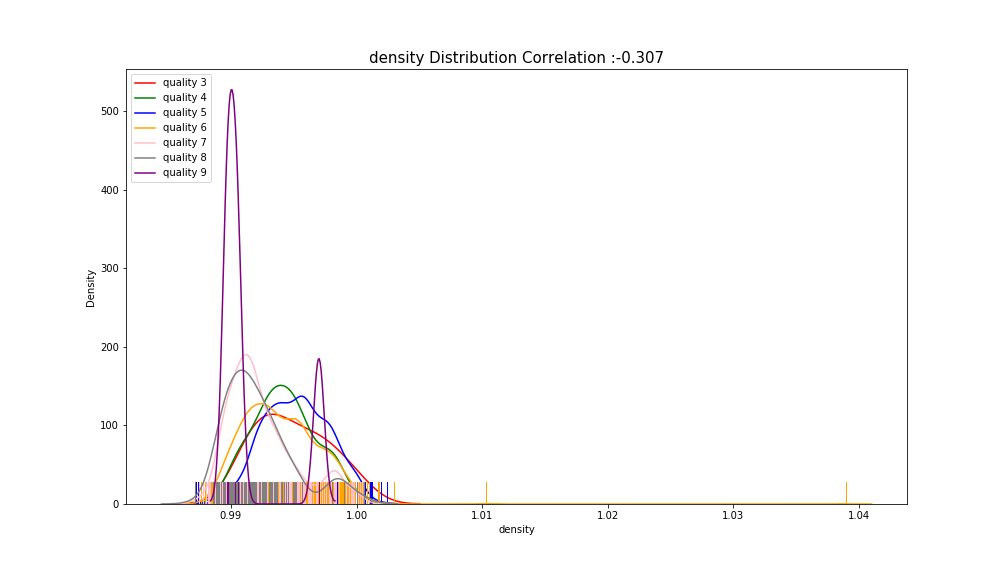 density Distribution Correlation :-0.307
quality 3
quality 4
quality 5
quality 6
quality 7
quality 8
quality 9
500
400
300
200
100
0
Density
0.99 1.00 1.01 1.02 1.03 1.04
density